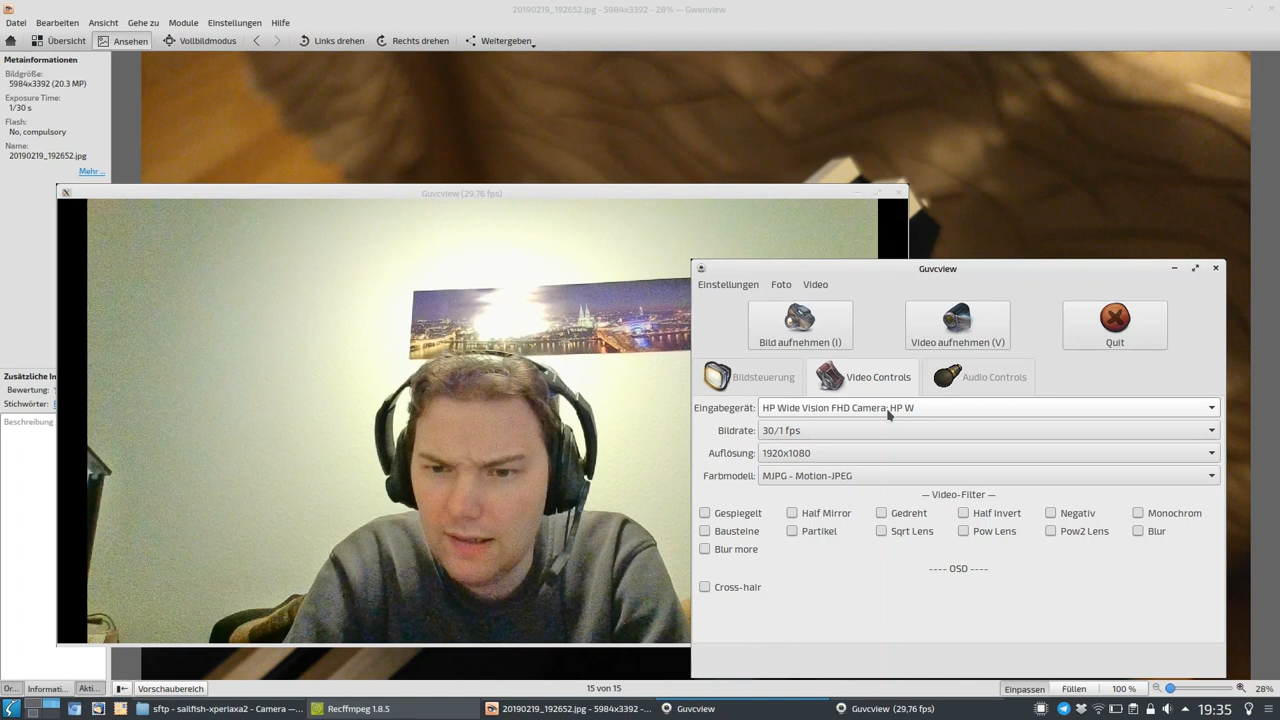 20190219_192652.jpg - 5984x3392 - 28% — Gwenview
Datei Bearbeiten Ansicht Gehe zu Module Einstellungen Hilfe
Übersicht Ansehen Vollbildmodus Links drehen Rechts drehen Weitergeben
Metainformationen
Bildgröße:
5984x3392 (20.3 MP)
Exposure Time:
1/30 s
Flash:
No, compulsory
Name:
20190219_192652.jpg
Mehr ...
Guvcview (29,76 fps)
Guvcview
Einstellungen Foto Video
Bild aufnehmen (I) Video aufnehmen (V) Quit
Bildsteuerung Video Controls Audio Controls
Eingabegerät: HP Wide Vision FHD Camera: HP W
Bildrate: 30/1 fps
Auflösung: 1920x1080
Farbmodell: MJPG - Motion-JPEG
— Video-Filter —
Gespiegelt Half Mirror Gedreht Half Invert Negativ Monochrom
Bausteine Partikel Sqrt Lens Pow Lens Pow2 Lens Blur
Blur more
---- OSD ----
Cross-hair
Zusätzliche In
Bewertung:
Stichwörter:
Beschreibung
Or... Informati... Akti... Vorschaubereich 15 von 15 Einpassen Füllen 100 % 28%
sftp - sailfish-xperiaxa2 - Camera —... Recffmpeg 1.8.5 20190219_192652.jpg - 5984x3392 -... Guvcview Guvcview (29,76 fps) 19:35